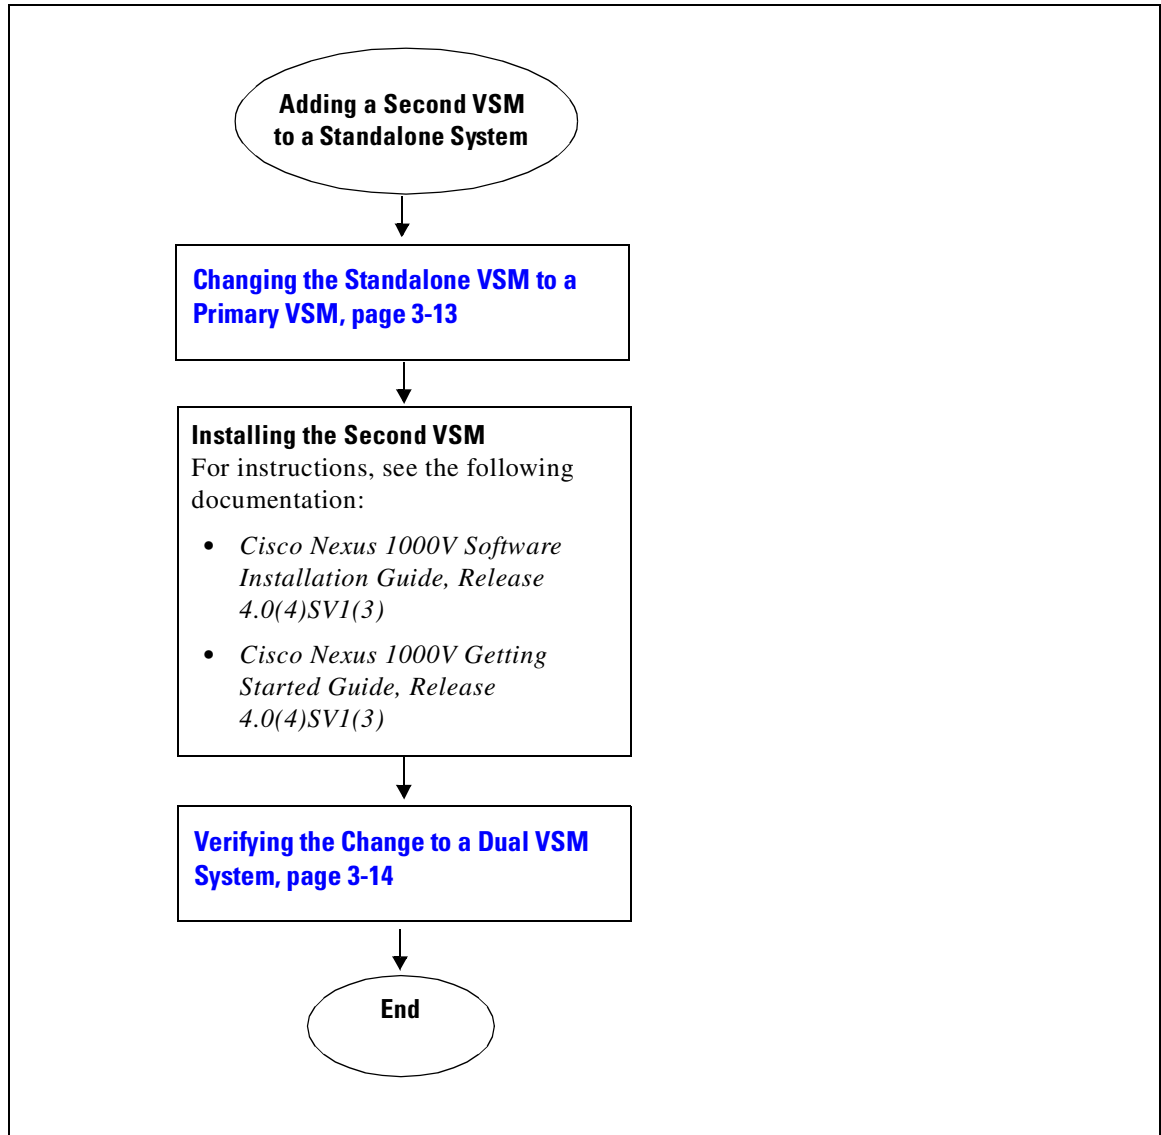 Adding a Second VSM
to a Standalone System
Changing the Standalone VSM to a
Primary VSM, page 3-13
Installing the Second VSM
For instructions, see the following
documentation:
• Cisco Nexus 1000V Software
Installation Guide, Release
4.0(4)SV1(3)
• Cisco Nexus 1000V Getting
Started Guide, Release
4.0(4)SV1(3)
Verifying the Change to a Dual VSM
System, page 3-14
End